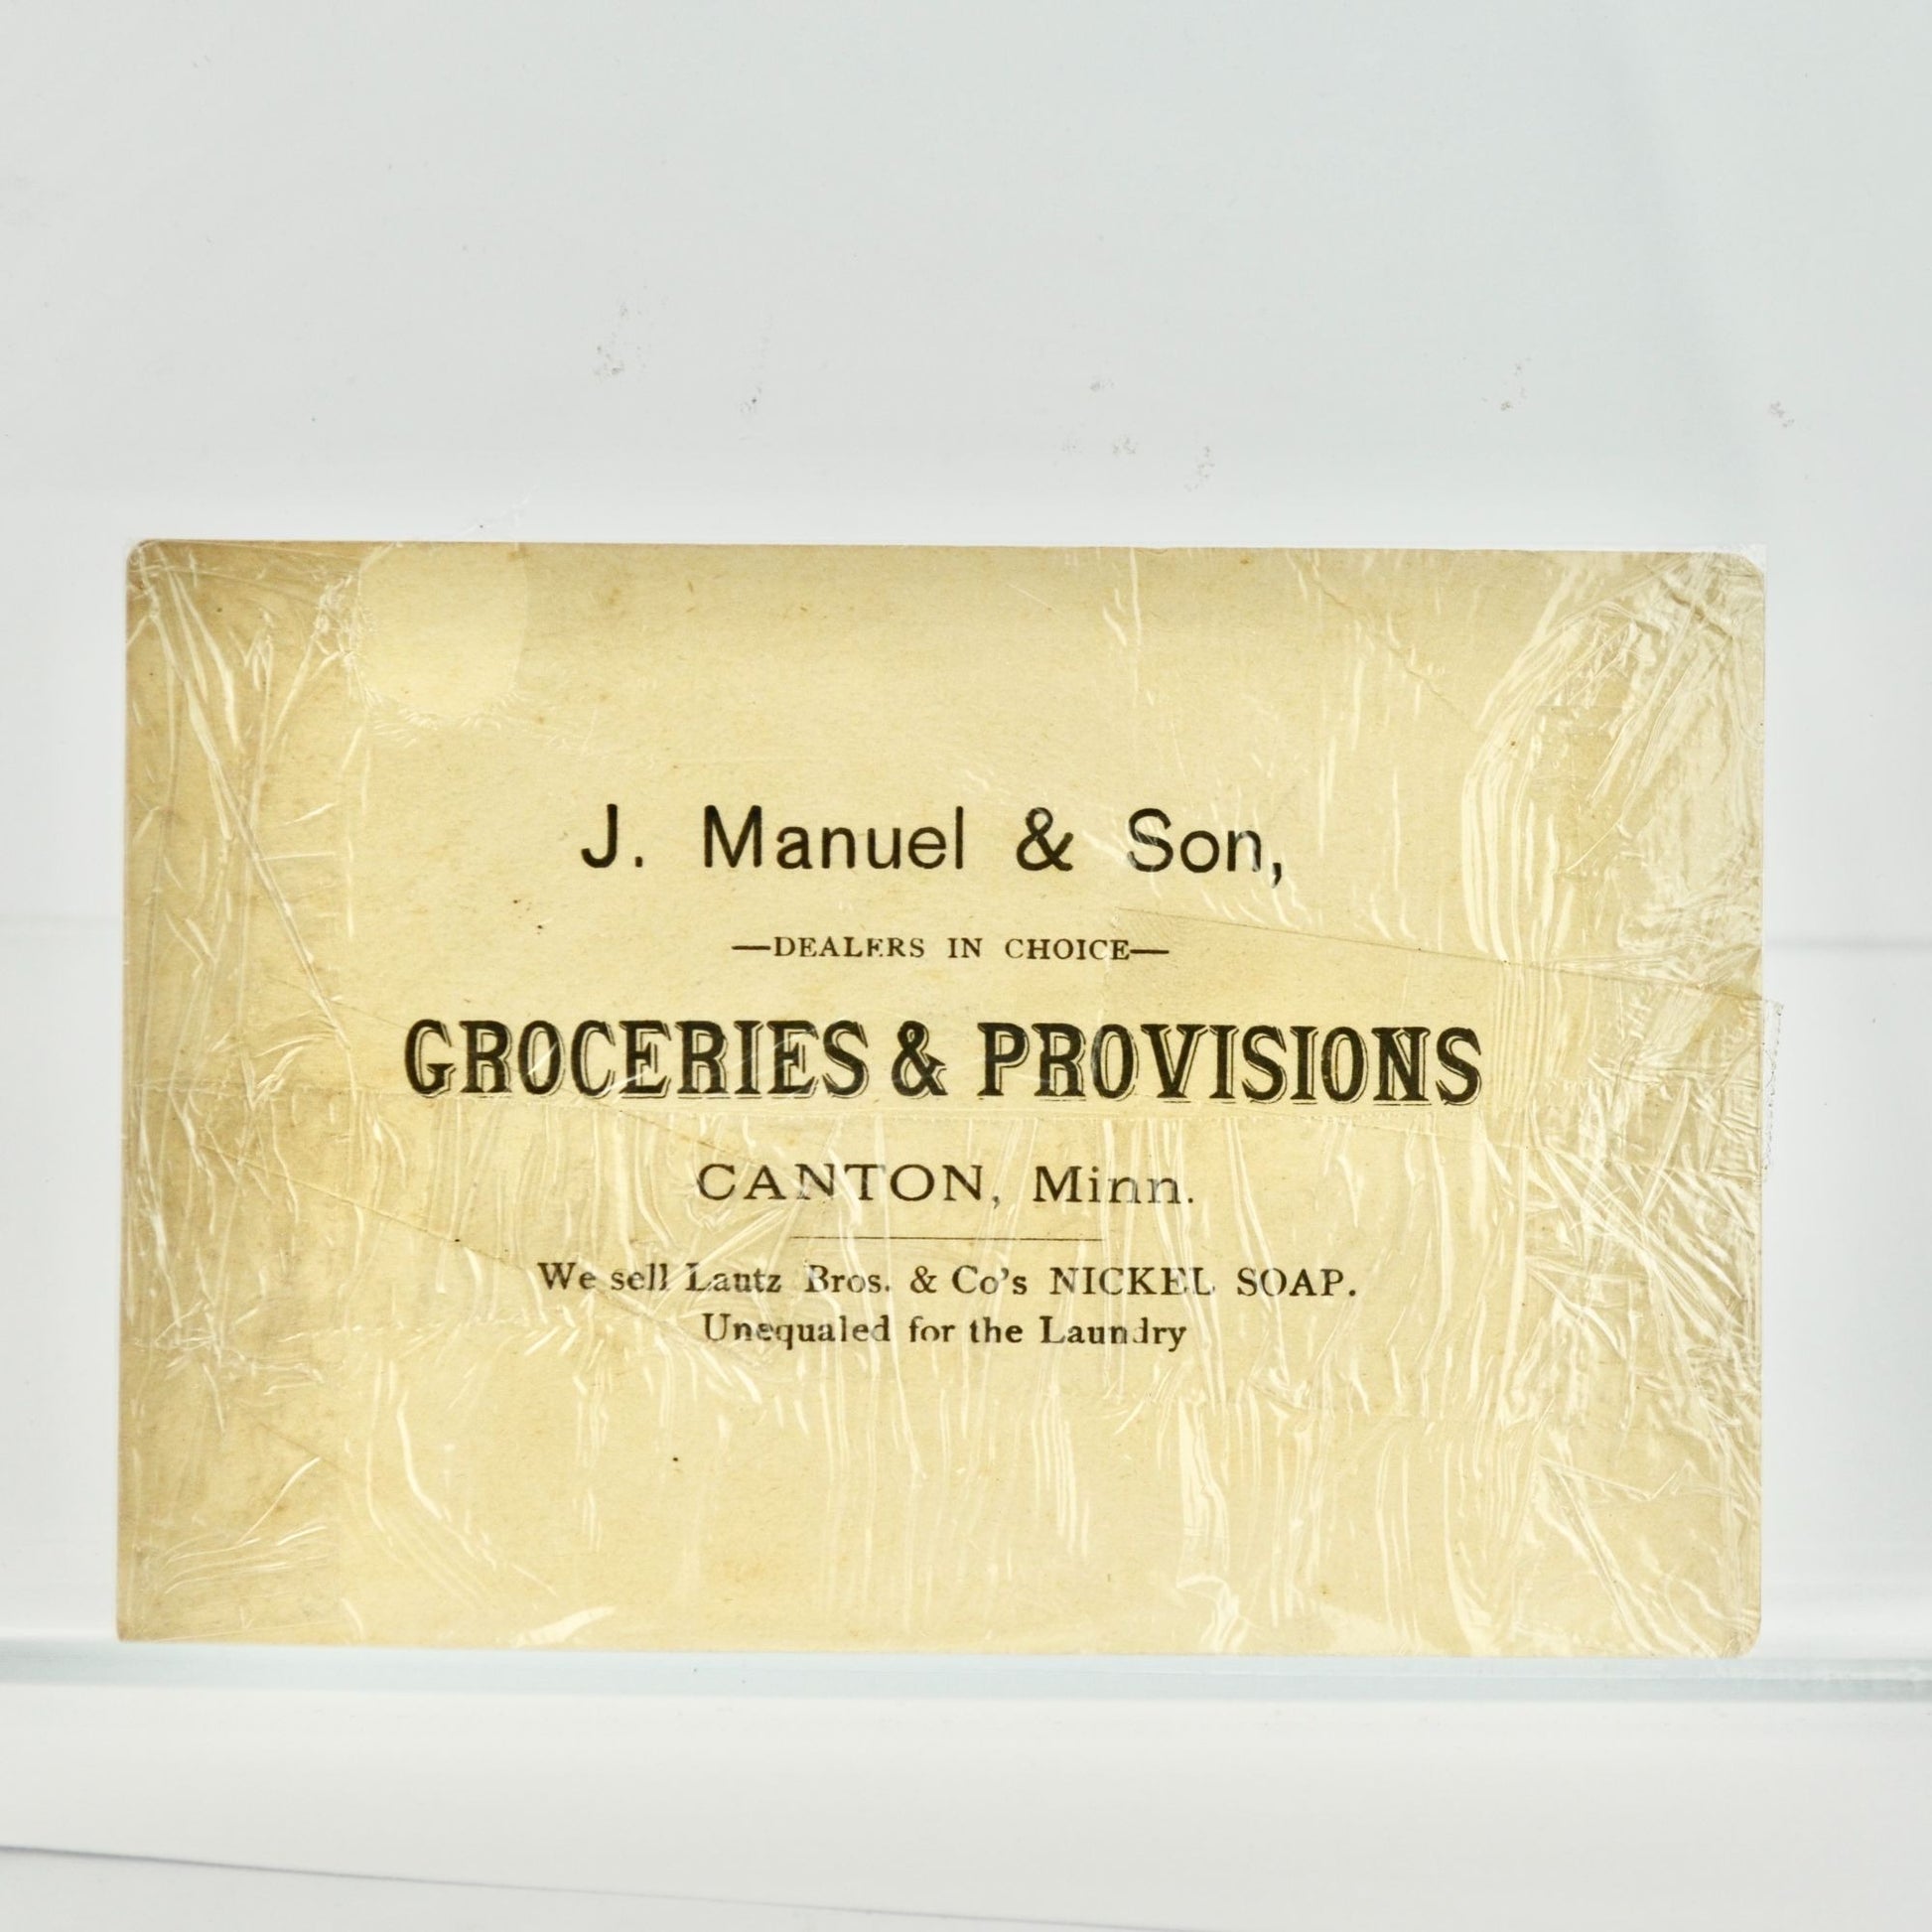 J. Manuel & Son,
—DEALERS IN CHOICE—
GROCERIES & PROVISIONS
CANTON, Minn.
We sell Lautz Bros. & Co's NICKEL SOAP.
Unequaled for the Laundry